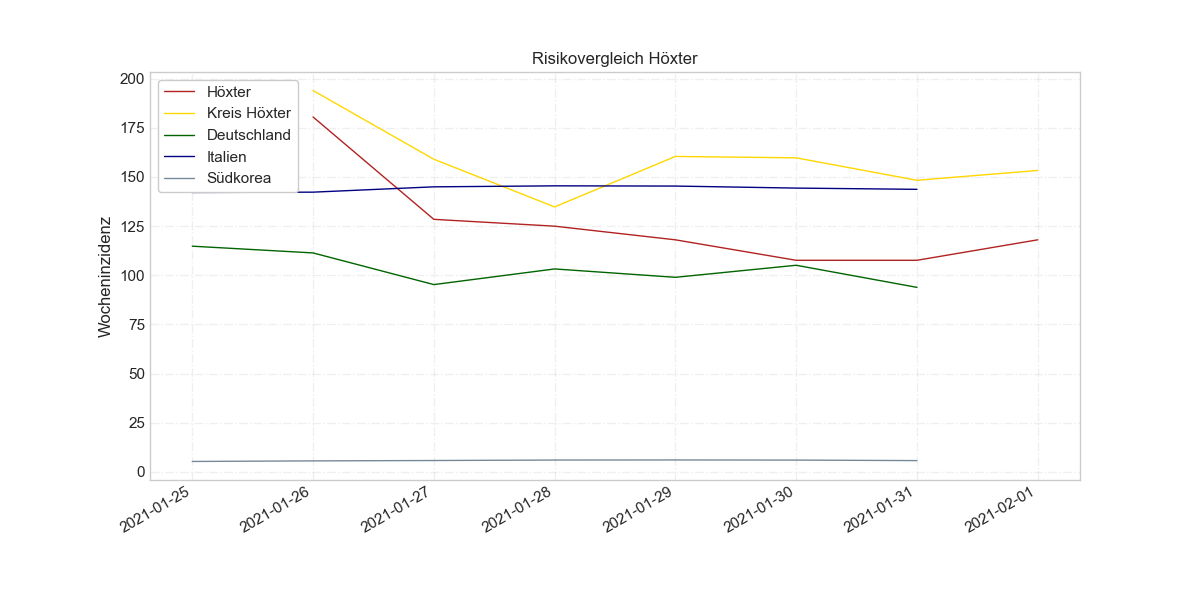 Risikovergleich Höxter
Wocheninzidenz
200
175
150
125
100
75
50
25
0
Höxter
Kreis Höxter
Deutschland
Italien
Südkorea
2021-01-25
2021-01-26
2021-01-27
2021-01-28
2021-01-29
2021-01-30
2021-01-31
2021-02-01